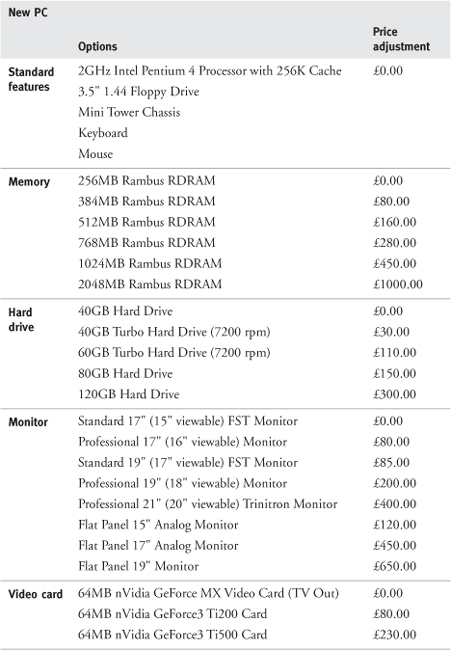 New PC
Options Price adjustment
Standard features 2GHz Intel Pentium 4 Processor with 256K Cache £0.00
3.5" 1.44 Floppy Drive
Mini Tower Chassis
Keyboard
Mouse
Memory 256MB Rambus RDRAM £0.00
384MB Rambus RDRAM £80.00
512MB Rambus RDRAM £160.00
768MB Rambus RDRAM £280.00
1024MB Rambus RDRAM £450.00
2048MB Rambus RDRAM £1000.00
Hard drive 40GB Hard Drive £0.00
40GB Turbo Hard Drive (7200 rpm) £30.00
60GB Turbo Hard Drive (7200 rpm) £110.00
80GB Hard Drive £150.00
120GB Hard Drive £300.00
Monitor Standard 17" (15" viewable) FST Monitor £0.00
Professional 17" (16" viewable) Monitor £80.00
Standard 19" (17" viewable) FST Monitor £85.00
Professional 19" (18" viewable) Monitor £200.00
Professional 21" (20" viewable) Trinitron Monitor £400.00
Flat Panel 15" Analog Monitor £120.00
Flat Panel 17" Analog Monitor £450.00
Flat Panel 19" Monitor £650.00
Video card 64MB nVidia GeForce MX Video Card (TV Out) £0.00
64MB nVidia GeForce3 Ti200 Card £80.00
64MB nVidia GeForce3 Ti500 Card £230.00